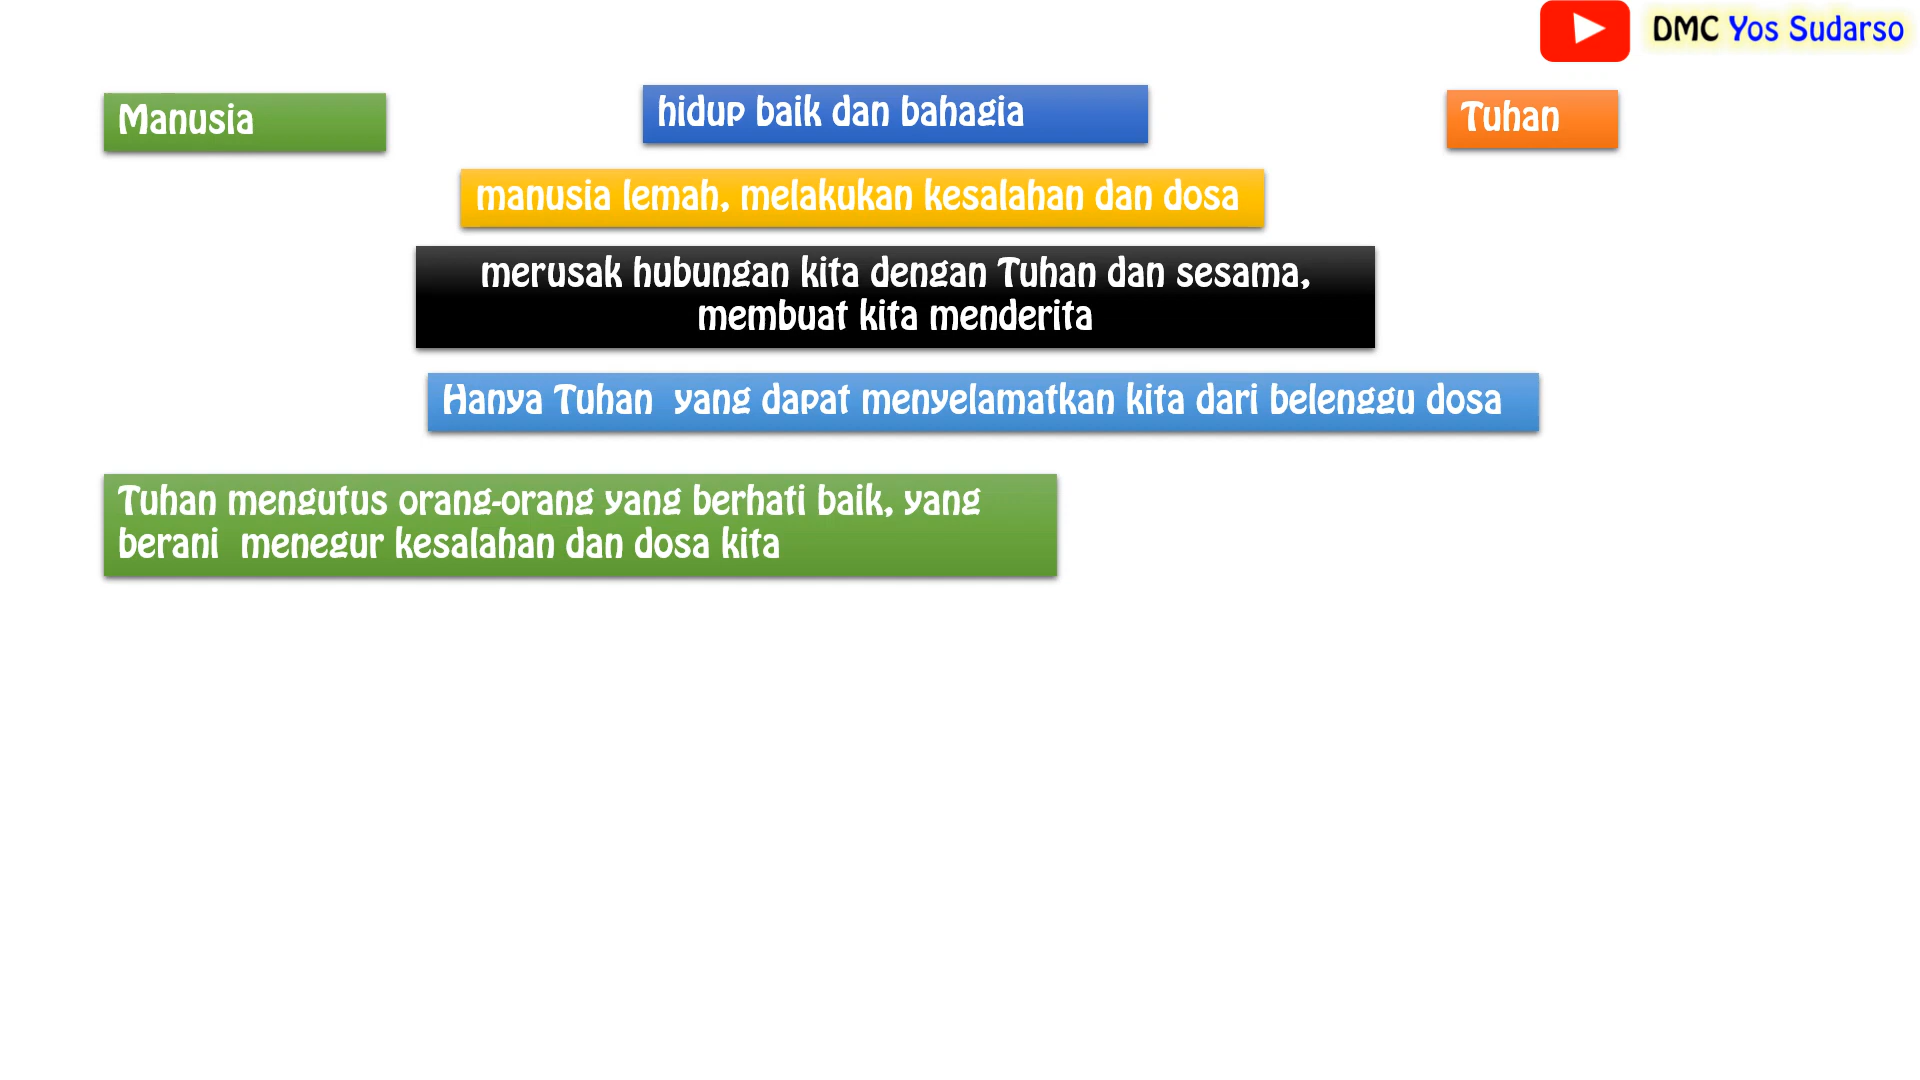 DMC Yos Sudarso
Manusia
hidup baik dan bahagia
Tuhan
manusia lemah, melakukan kesalahan dan dosa
merusak hubungan kita dengan Tuhan dan sesama,
membuat kita menderita
Hanya Tuhan yang dapat menyelamatkan kita dari belenggu dosa
Tuhan mengutus orang-orang yang berhati baik, yang
berani menegur kesalahan dan dosa kita